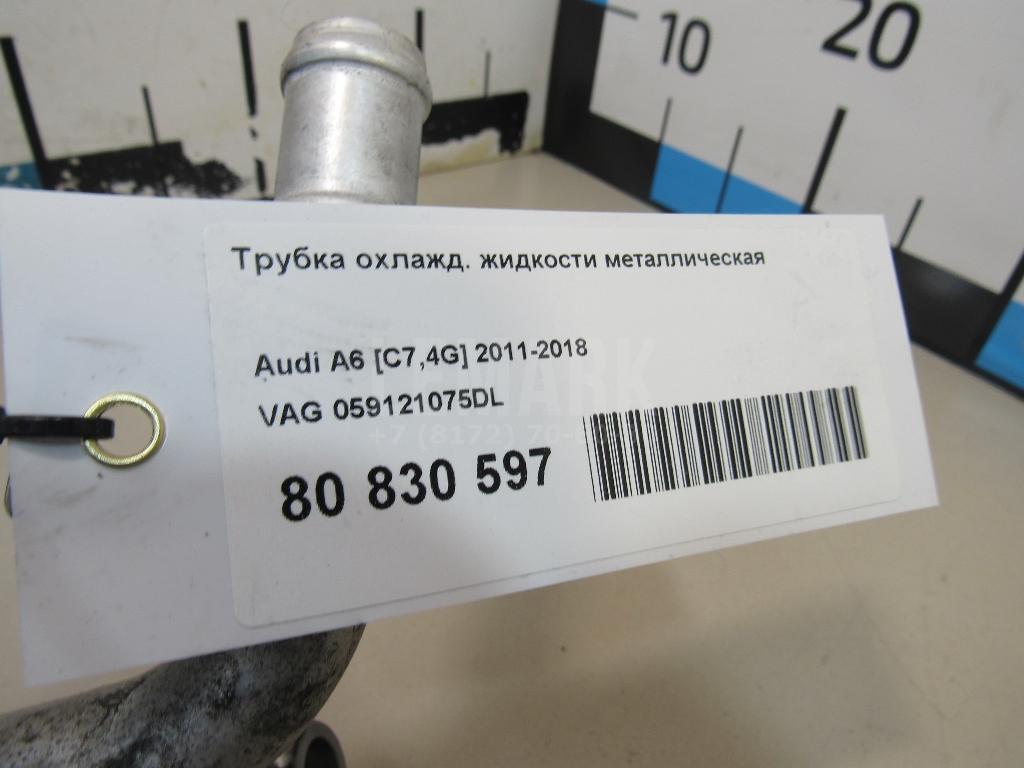 10
20
Трубка охлажд. жидкости металлическая
Audi A6 [C7,4G] 2011-2018
VAG 059121075DL
80 830 597